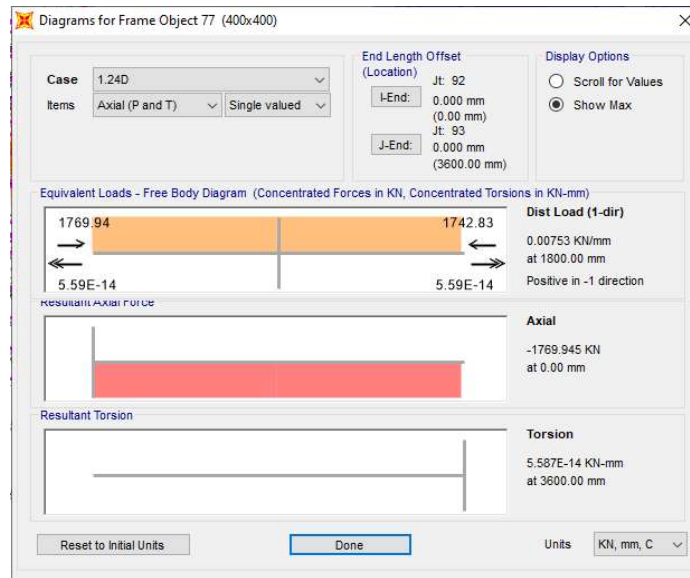 Diagrams for Frame Object 77 (400x400)
Case 1.24D
Items Axial (P and T) Single valued
End Length Offset
(Location)
Jt: 92
I-End: 0.000 mm
(0.00 mm)
Jt: 93
J-End: 0.000 mm
(3600.00 mm)
Display Options
Scroll for Values
Show Max
Equivalent Loads - Free Body Diagram (Concentrated Forces in KN, Concentrated Torsions in KN-mm)
1769.94 1742.83
5.59E-14 5.59E-14
Dist Load (1-dir)
0.00753 KN/mm
at 1800.00 mm
Positive in -1 direction
Resultant Axial Force
Axial
-1769.945 KN
at 0.00 mm
Resultant Torsion
Torsion
5.587E-14 KN-mm
at 3600.00 mm
Reset to Initial Units Done Units KN, mm, C